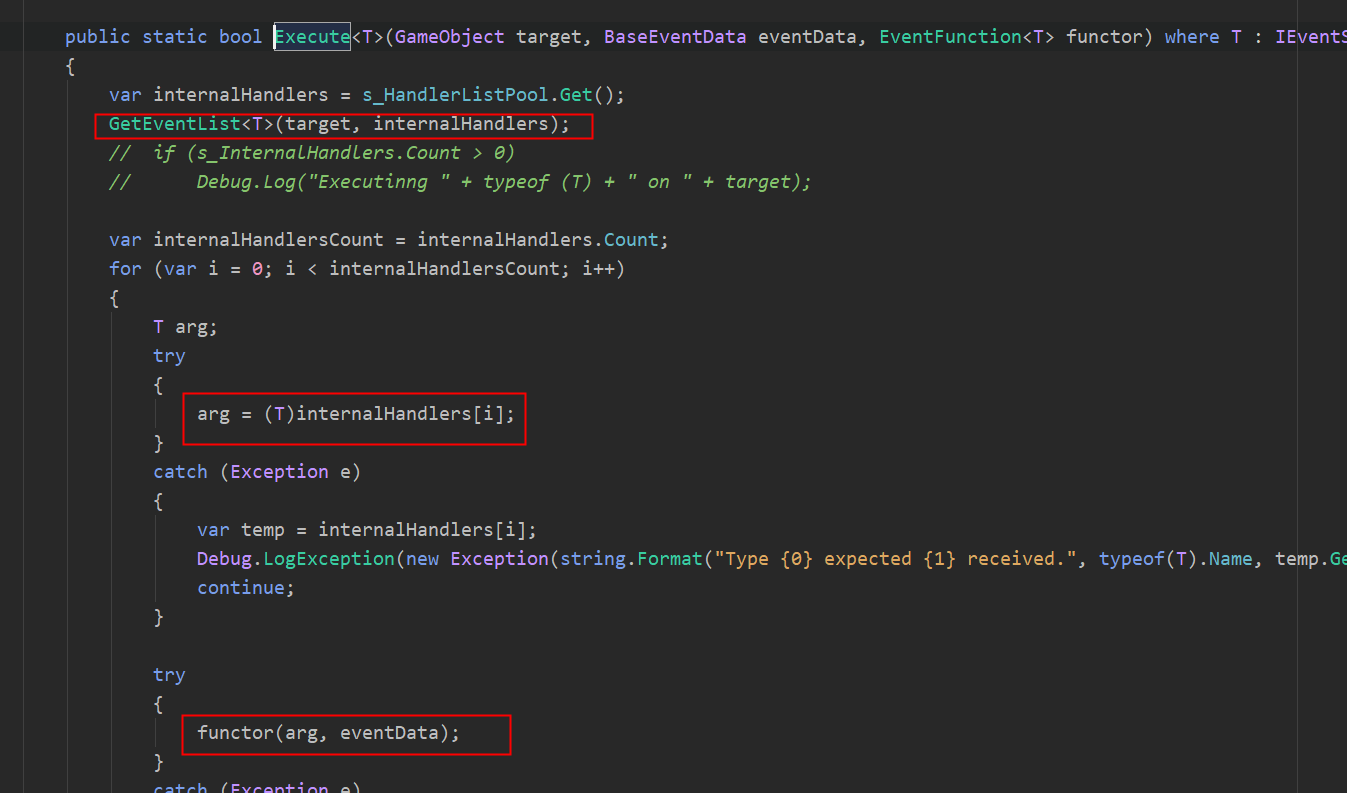 public static bool Execute<T>(GameObject target, BaseEventData eventData, EventFunction<T> functor) where T : IEventS
{
var internalHandlers = s_HandlerListPool.Get();
GetEventList<T>(target, internalHandlers);
//  if (s_InternalHandlers.Count > 0)
//      Debug.Log("Executinng " + typeof (T) + " on " + target);
var internalHandlersCount = internalHandlers.Count;
for (var i = 0; i < internalHandlersCount; i++)
{
T arg;
try
{
arg = (T)internalHandlers[i];
}
catch (Exception e)
{
var temp = internalHandlers[i];
Debug.LogException(new Exception(string.Format("Type {0} expected {1} received.", typeof(T).Name, temp.Ge
continue;
}
try
{
functor(arg, eventData);
}
catch (Exception e)